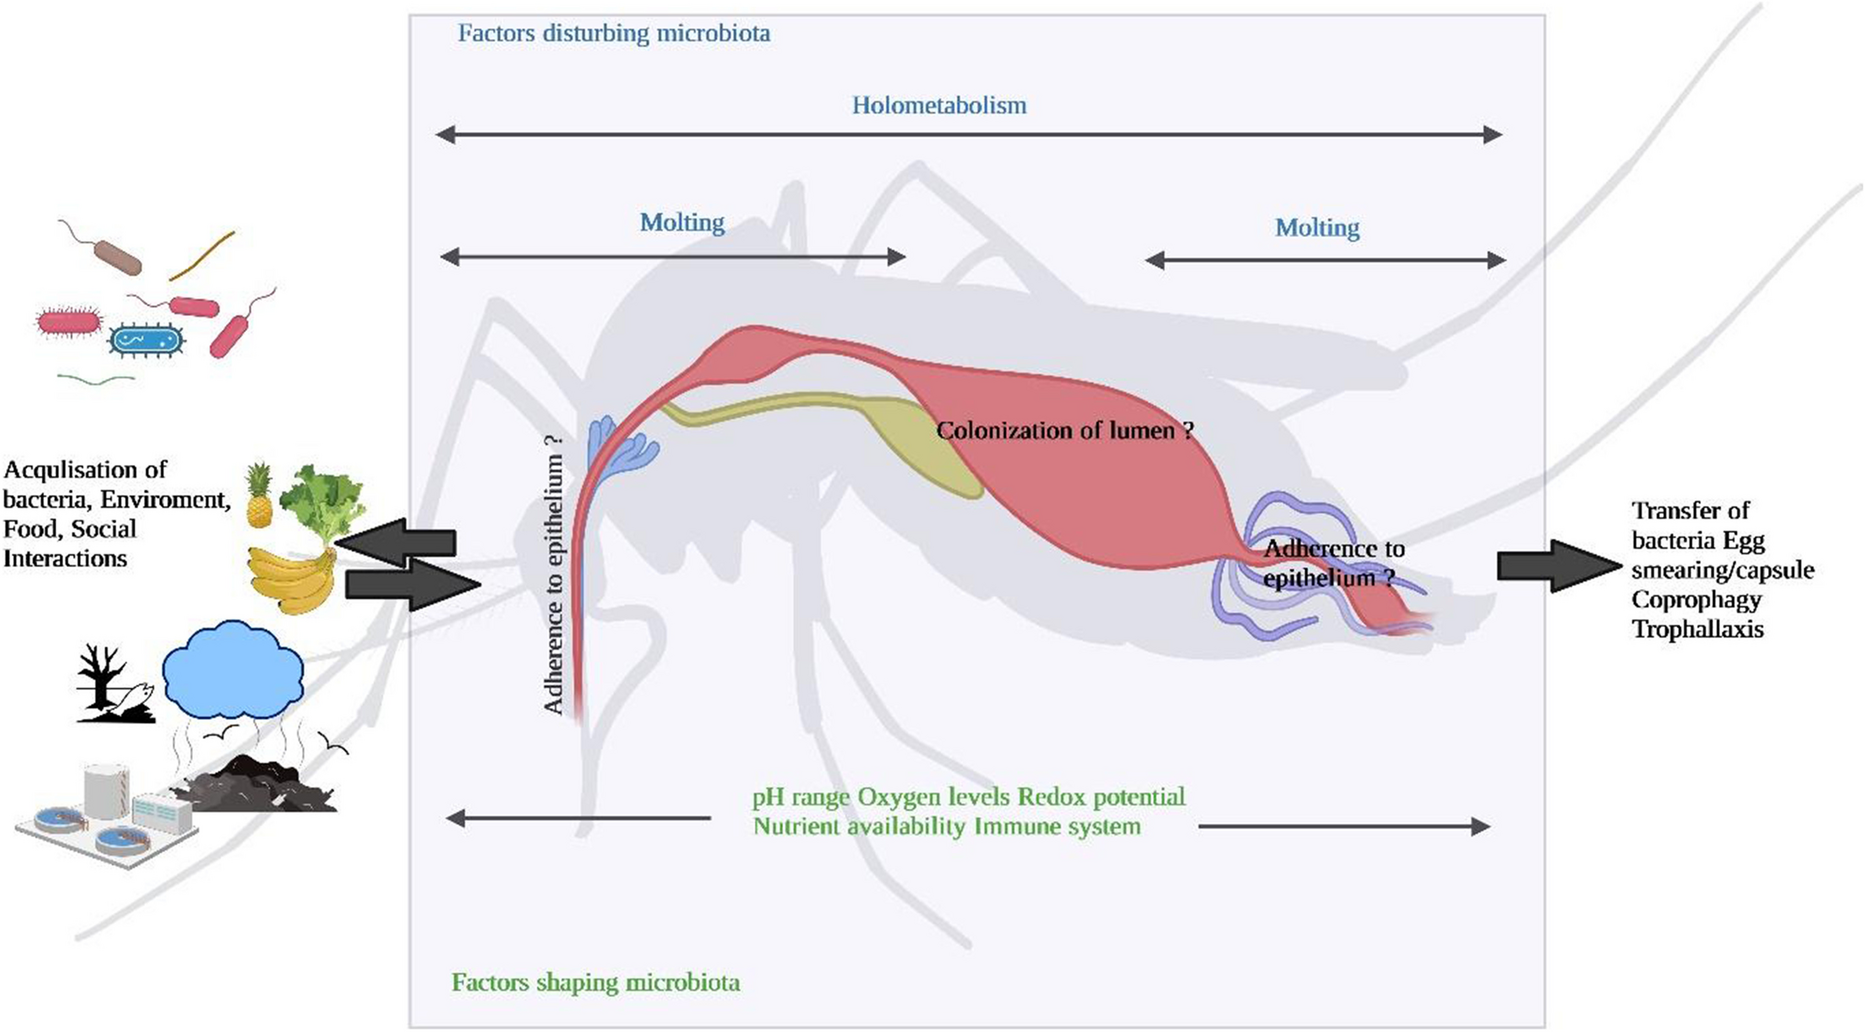 Factors disturbing microbiota
Holometabolism
Molting
Molting
Colonization of lumen ?
Adherence to epithelium ?
Acqulisation of
bacteria, Enviroment,
Food, Social
Interactions
Adherence to
epithelium ?
Transfer of
bacteria Egg
smearing/capsule
Coprophagy
Trophallaxis
pH range Oxygen levels Redox potential
Nutrient availability Immune system
Factors shaping microbiota